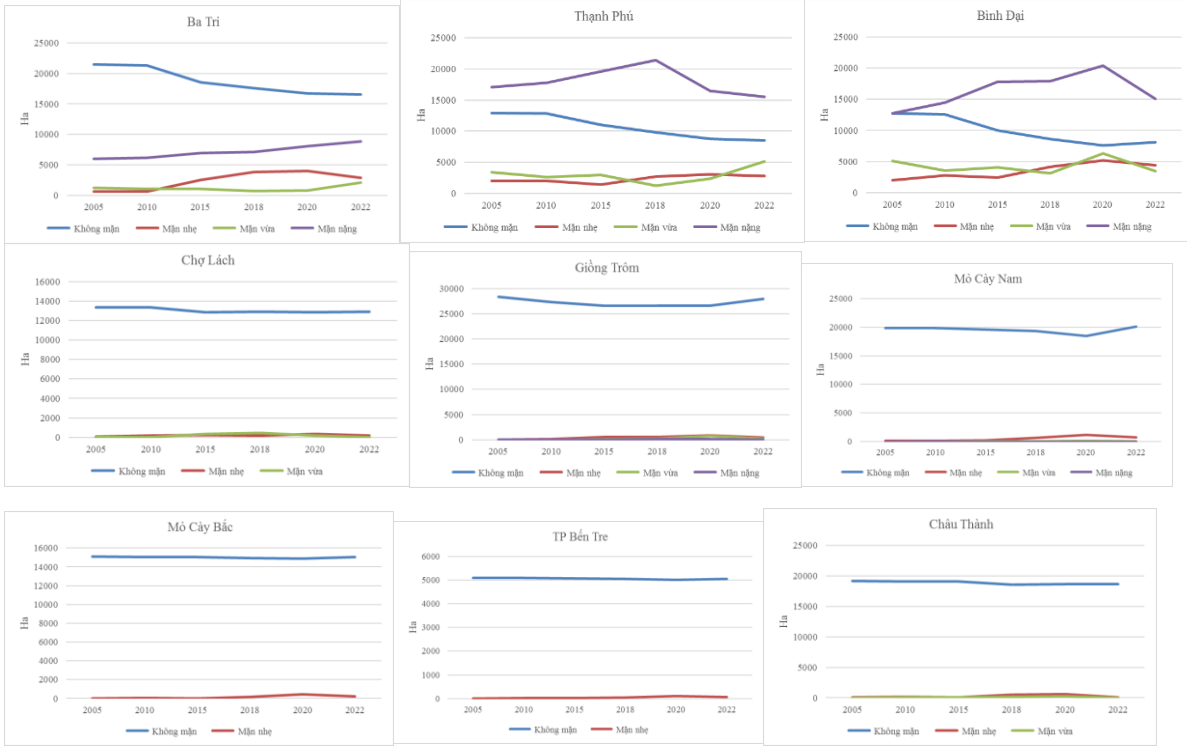 Ba Tri
25000
20000
15000
10000
5000
0
Ha
2005 2010 2015 2018 2020 2022
Không mặn Mặn nhẹ Mặn vừa Mặn nặng
Thạnh Phú
25000
20000
15000
10000
5000
0
Ha
2005 2010 2015 2018 2020 2022
Không mặn Mặn nhẹ Mặn vừa Mặn nặng
Bình Đại
25000
20000
15000
10000
5000
0
Ha
2005 2010 2015 2018 2020 2022
Không mặn Mặn nhẹ Mặn vừa Mặn nặng
Chợ Lách
16000
14000
12000
10000
8000
6000
4000
2000
0
Ha
2005 2010 2015 2018 2020 2022
Không mặn Mặn nhẹ Mặn vừa
Giồng Trôm
30000
25000
20000
15000
10000
5000
0
Ha
2005 2010 2015 2018 2020 2022
Không mặn Mặn nhẹ Mặn vừa Mặn nặng
Mỏ Cày Nam
25000
20000
15000
10000
5000
0
Ha
2005 2010 2015 2018 2020 2022
Không mặn Mặn nhẹ Mặn vừa Mặn nặng
Mỏ Cày Bắc
16000
14000
12000
10000
8000
6000
4000
2000
0
Ha
2005 2010 2015 2018 2020 2022
Không mặn Mặn nhẹ
TP Bến Tre
6000
5000
4000
3000
2000
1000
0
Ha
2005 2010 2015 2018 2020 2022
Không mặn Mặn nhẹ
Châu Thành
25000
20000
15000
10000
5000
0
Ha
2005 2010 2015 2018 2020 2022
Không mặn Mặn nhẹ Mặn vừa